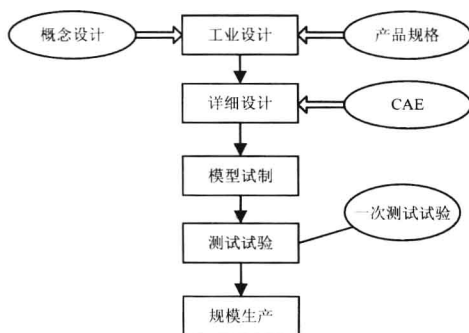 概念设计
工业设计
产品规格
详细设计
CAE
模型试制
一次测试试验
测试试验
规模生产